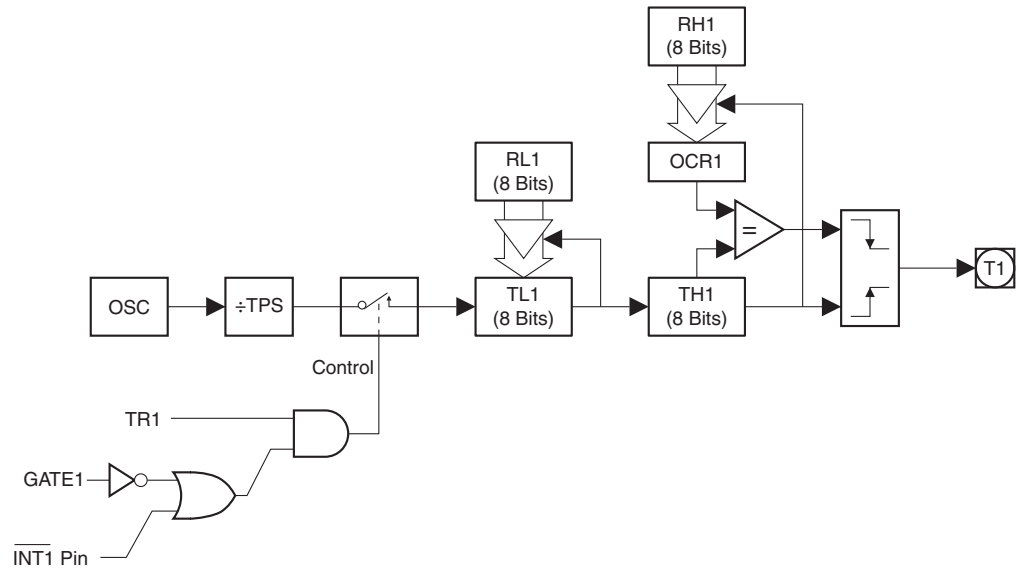 RH1
(8 Bits)
RL1
(8 Bits)
OCR1
=
OSC
÷TPS
TL1
(8 Bits)
TH1
(8 Bits)
T1
Control
TR1
GATE1
I̅N̅T̅1̅ Pin